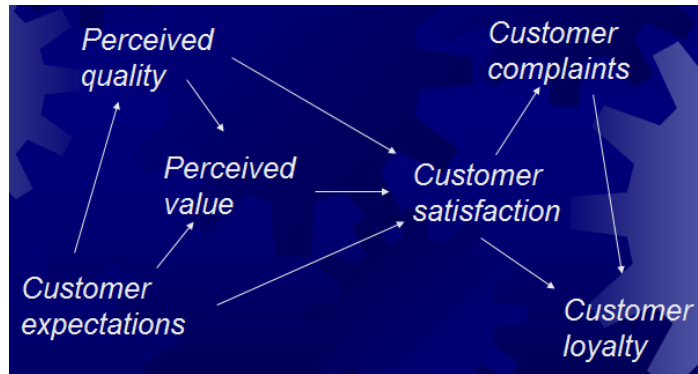 Perceived
quality
Customer
complaints
Perceived
value
Customer
satisfaction
Customer
expectations
Customer
loyalty